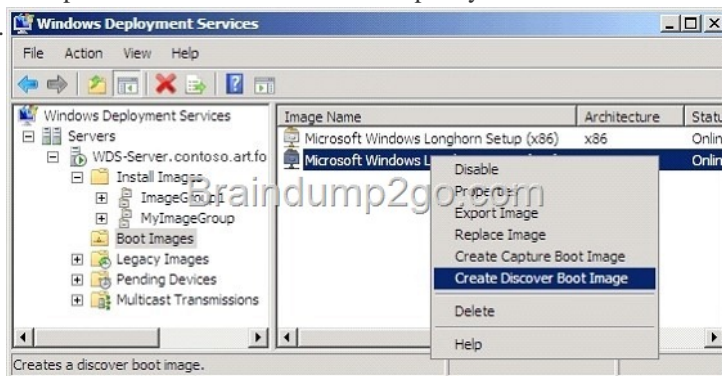 Windows Deployment Services
File Action View Help
Windows Deployment Services
Servers
WDS-Server.contoso.art.fo
Install Images
ImageGroup1
MyImageGroup
Boot Images
Legacy Images
Pending Devices
Multicast Transmissions
Image Name Architecture Statu
Microsoft Windows Longhorn Setup (x86) x86 Onlin
Microsoft Windows L Onlin
Disable
Properties
Export Image
Replace Image
Create Capture Boot Image
Create Discover Boot Image
Delete
Help
Braindump2go.com
Creates a discover boot image.